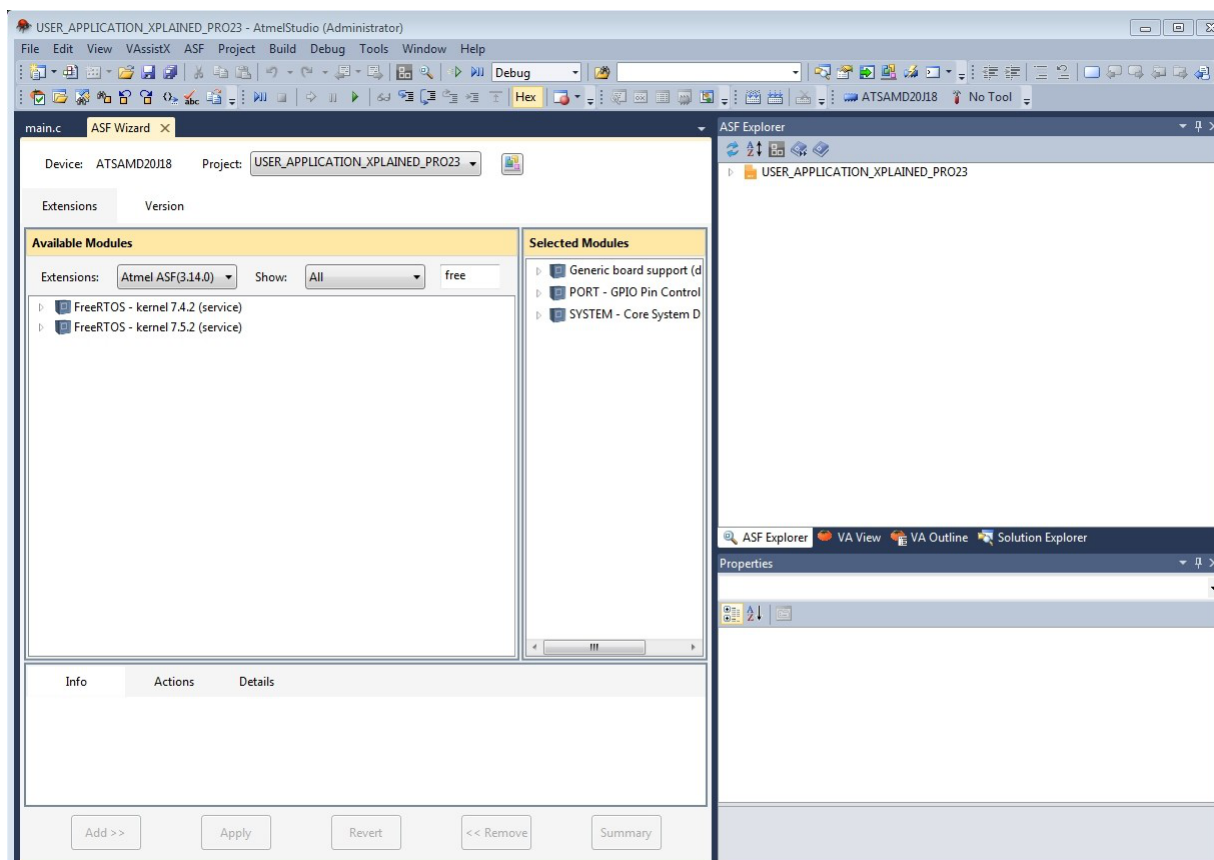 USER_APPLICATION_XPLAINED_PRO23 - AtmelStudio (Administrator)
File Edit View VAssistX ASF Project Build Debug Tools Window Help
Debug
Hex ATSAMD20J18 No Tool
main.c ASF Wizard
Device: ATSAMD20J18 Project: USER_APPLICATION_XPLAINED_PRO23
Extensions Version
Available Modules
Extensions: Atmel ASF(3.14.0) Show: All free
FreeRTOS - kernel 7.4.2 (service)
FreeRTOS - kernel 7.5.2 (service)
Selected Modules
Generic board support (d
PORT - GPIO Pin Control
SYSTEM - Core System D
Info Actions Details
Add >> Apply Revert << Remove Summary
ASF Explorer
USER_APPLICATION_XPLAINED_PRO23
ASF Explorer VA View VA Outline Solution Explorer
Properties